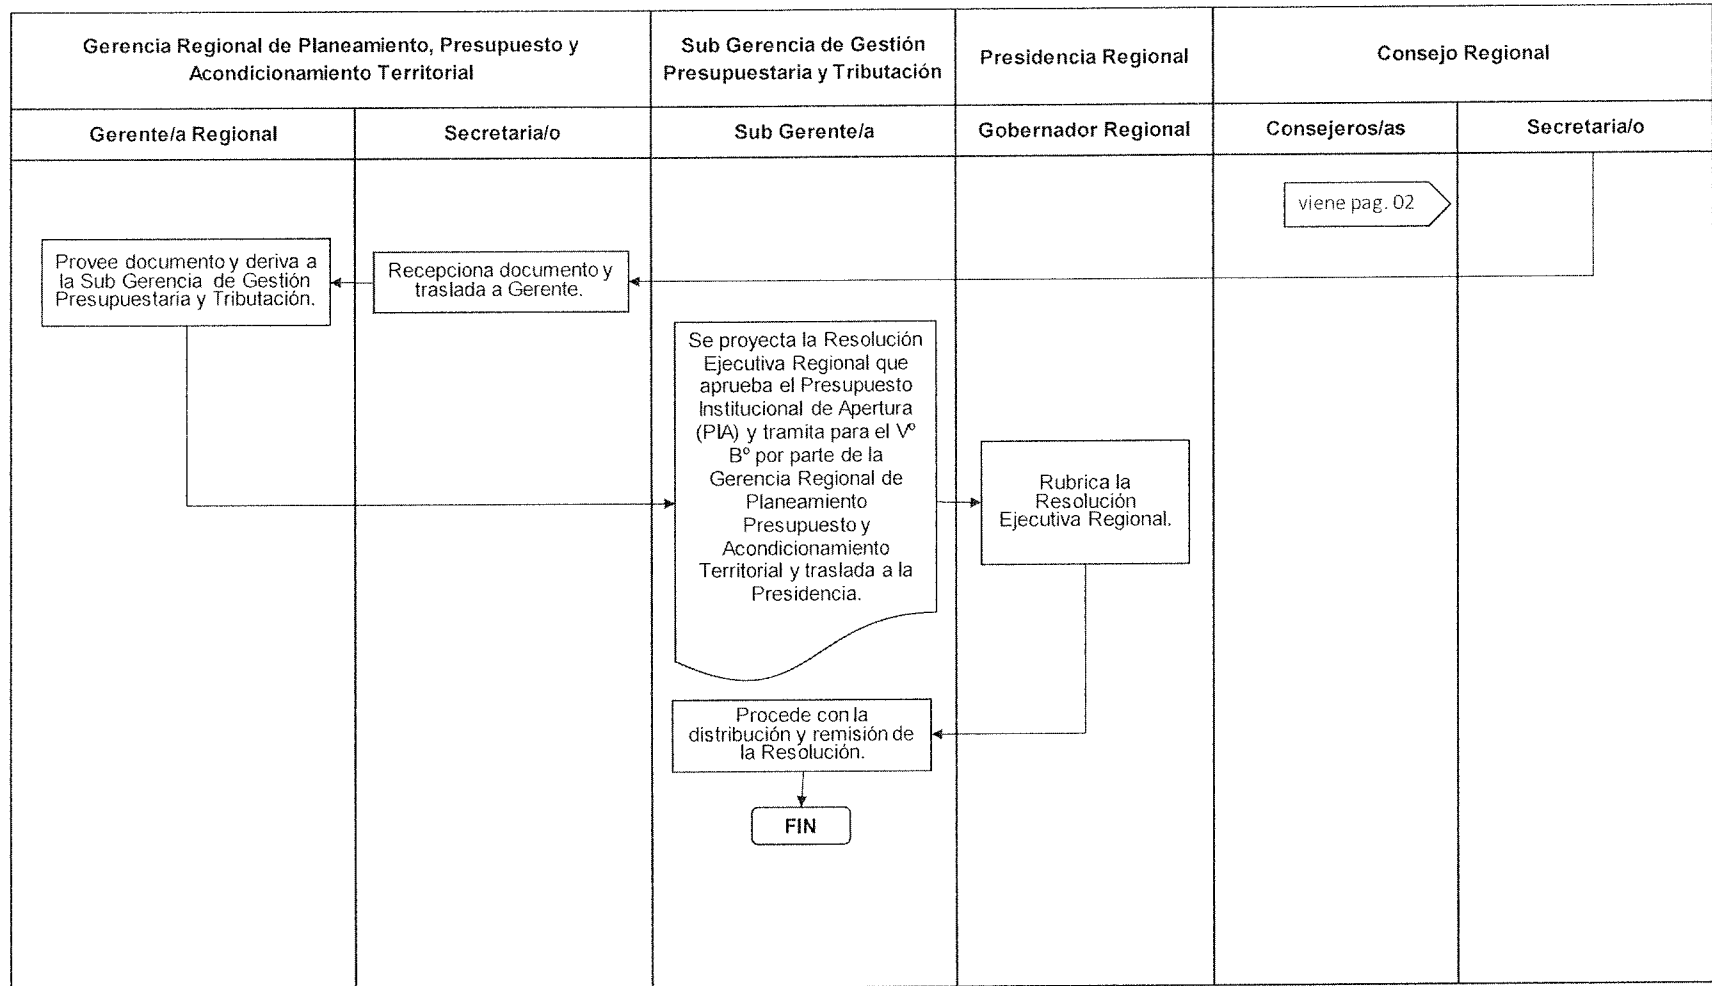 Gerencia Regional de Planeamiento, Presupuesto y
Acondicionamiento Territorial
Sub Gerencia de Gestión
Presupuestaria y Tributación
Presidencia Regional
Consejo Regional
Gerente/a Regional
Secretaria/o
Sub Gerente/a
Gobernador Regional
Consejeros/as
Secretaria/o
viene pag. 02
Provee documento y deriva a
la Sub Gerencia de Gestión
Presupuestaria y Tributación.
Recepciona documento y
traslada a Gerente.
Se proyecta la Resolución
Ejecutiva Regional que
aprueba el Presupuesto
Institucional de Apertura
(PIA) y tramita para el Vº
Bº por parte de la
Gerencia Regional de
Planeamiento
Presupuesto y
Acondicionamiento
Territorial y traslada a la
Presidencia.
Rubrica la
Resolución
Ejecutiva Regional.
Procede con la
distribución y remisión de
la Resolución.
FIN